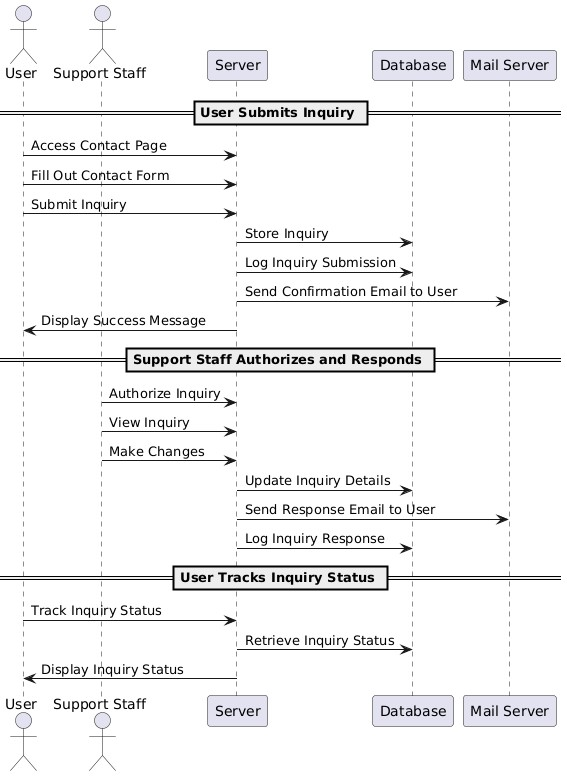 User
Support Staff
Server
Database
Mail Server
User Submits Inquiry
Access Contact Page
Fill Out Contact Form
Submit Inquiry
Store Inquiry
Log Inquiry Submission
Send Confirmation Email to User
Display Success Message
Support Staff Authorizes and Responds
Authorize Inquiry
View Inquiry
Make Changes
Update Inquiry Details
Send Response Email to User
Log Inquiry Response
User Tracks Inquiry Status
Track Inquiry Status
Retrieve Inquiry Status
Display Inquiry Status
User
Support Staff
Server
Database
Mail Server